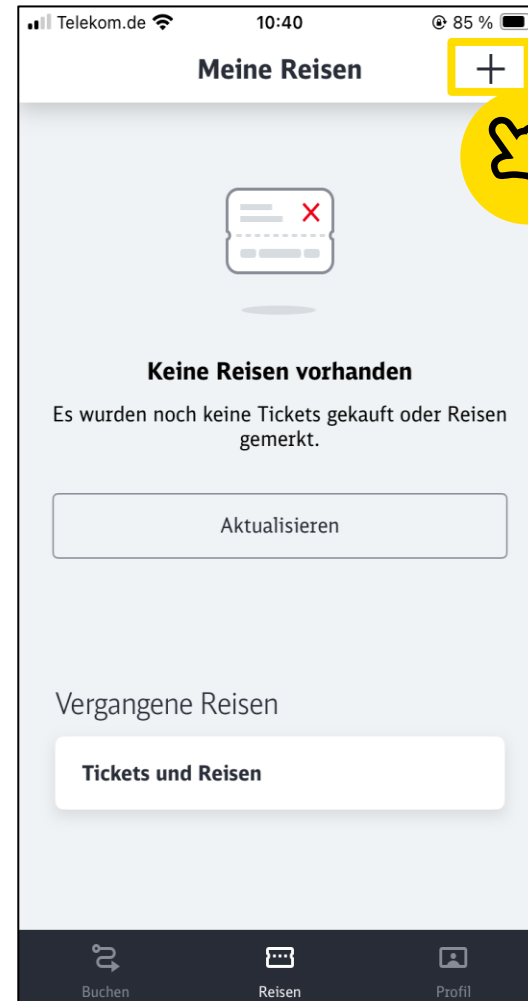 Telekom.de 10:40 85 %
Meine Reisen
Keine Reisen vorhanden
Es wurden noch keine Tickets gekauft oder Reisen
gemerkt.
Aktualisieren
Vergangene Reisen
Tickets und Reisen
Buchen Reisen Profil